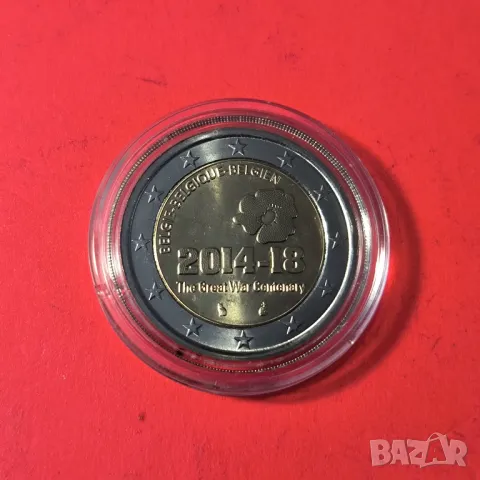 BELGIE-BELGIQUE-BELGIEN
2014-18
The Great War Centenary
BAZAR